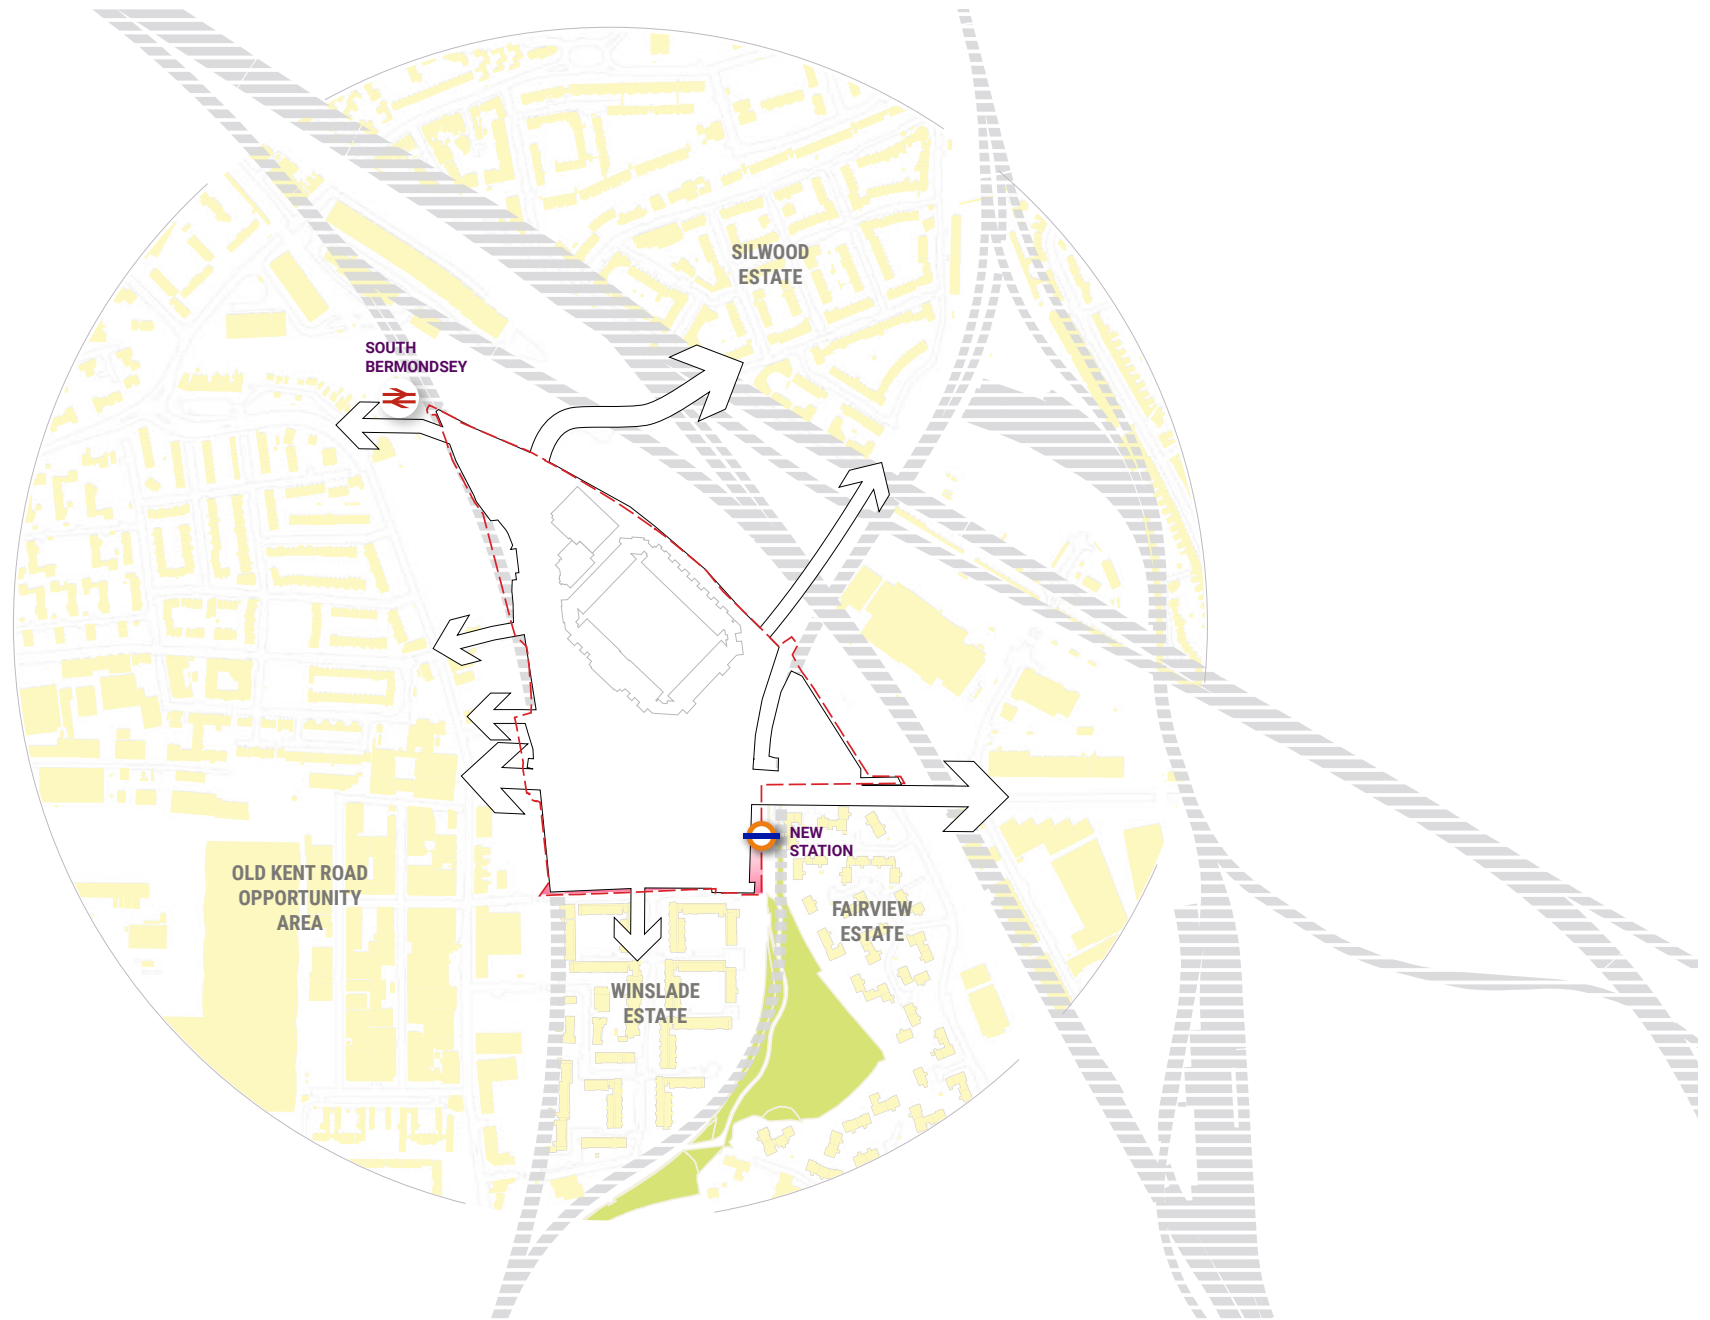 SILWOOD
ESTATE
SOUTH
BERMONDSEY
NEW
STATION
OLD KENT ROAD
OPPORTUNITY
AREA
FAIRVIEW
ESTATE
WINSLADE
ESTATE